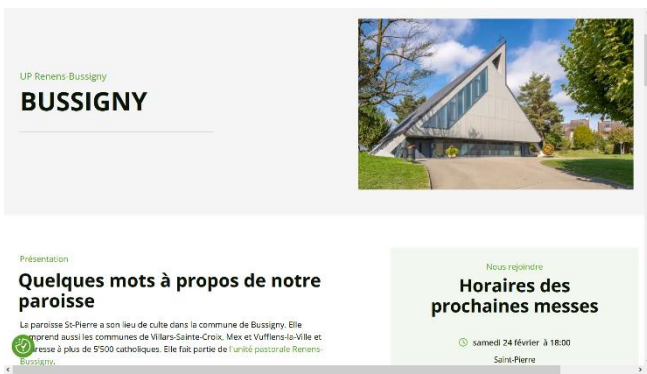 UP Renens-Bussigny
BUSSIGNY
Présentation
Quelques mots à propos de notre
paroisse
La paroisse St-Pierre a son lieu de culte dans la commune de Bussigny. Elle
comprend aussi les communes de Villars-Sainte-Croix, Mex et Vufflens-la-Ville et
à plus de 5'500 catholiques. Elle fait partie de l'unité pastorale Renens-
Bussigny.
Nous rejoindre
Horaires des
prochaines messes
samedi 24 février à 18:00
Saint-Pierre